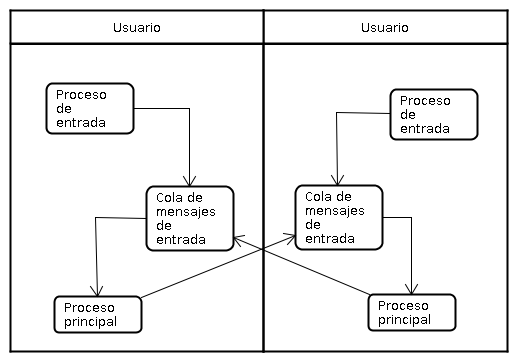 Usuario
Usuario
Proceso
de
entrada
Proceso
de
entrada
Cola de
mensajes
de
entrada
Cola de
mensajes
de
entrada
Proceso
principal
Proceso
principal